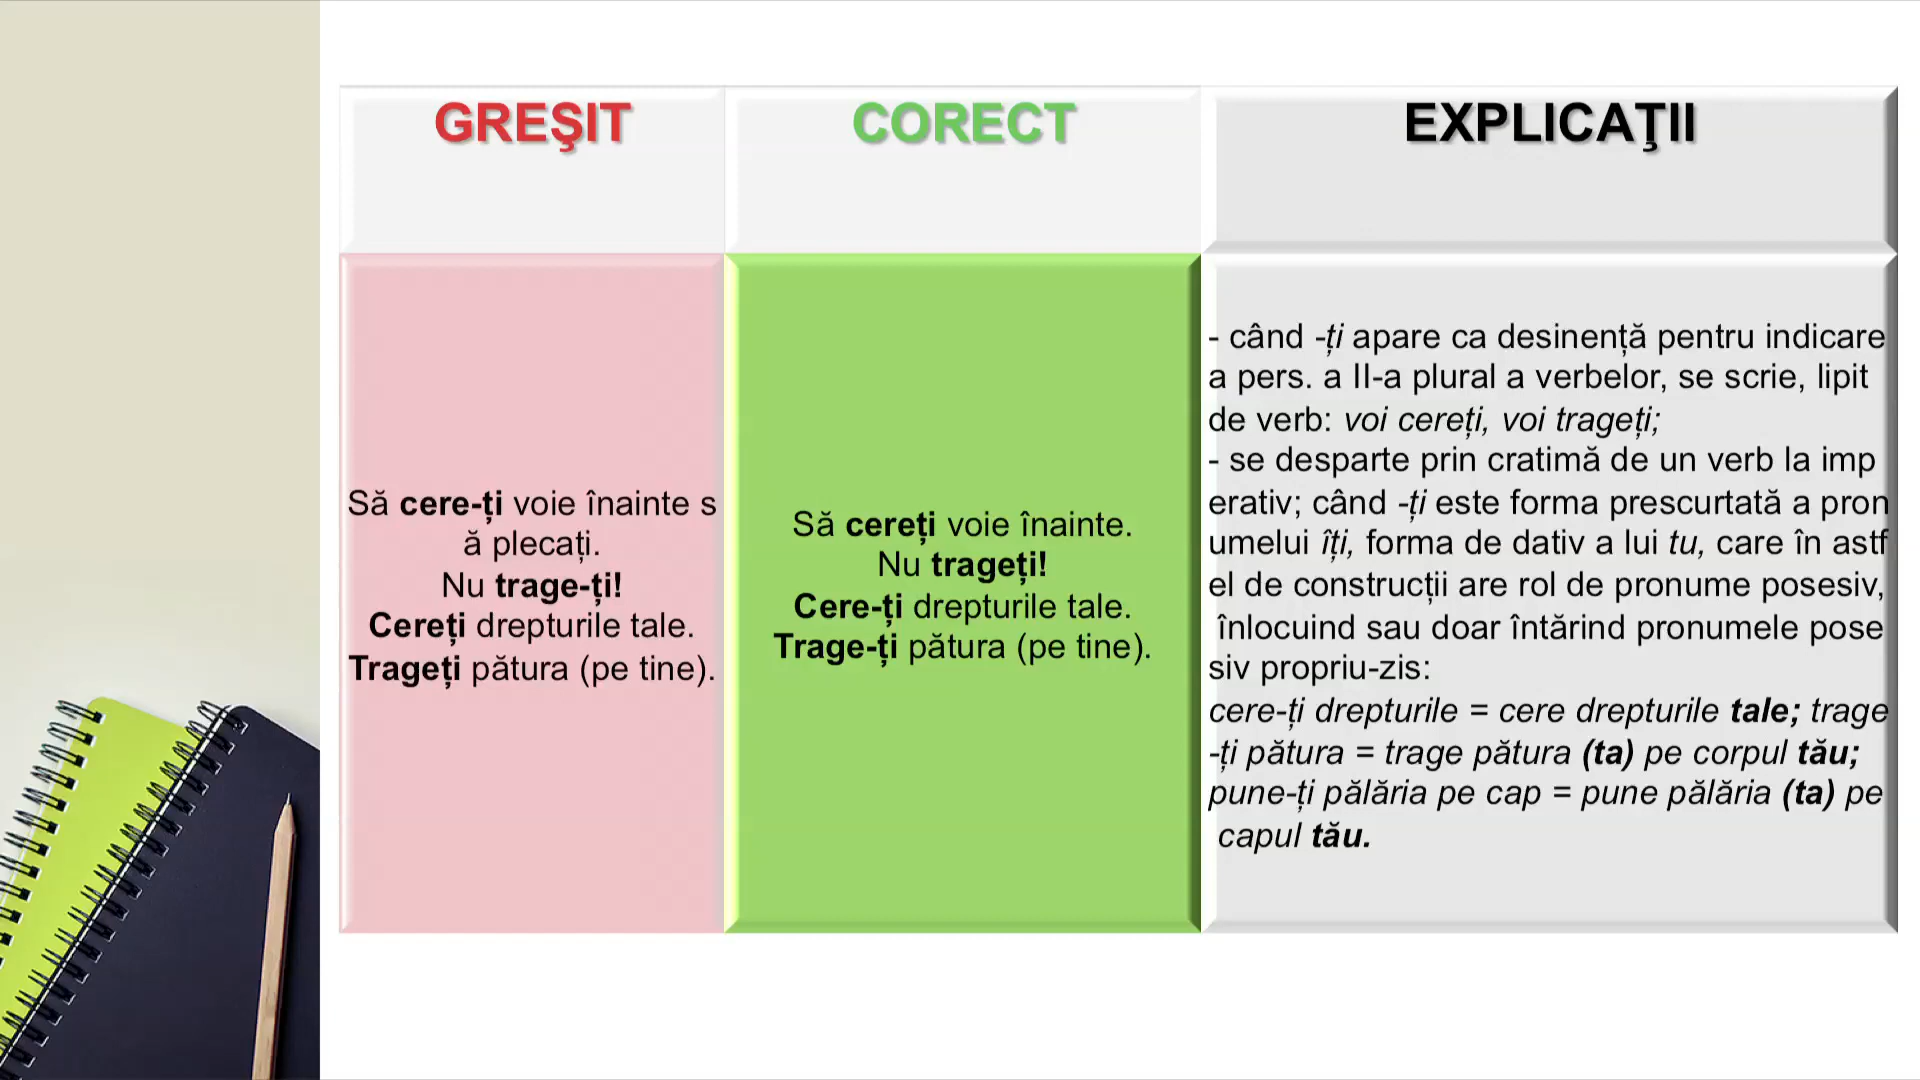 GREŞIT
CORECT
EXPLICAŢII
Să cere-ți voie înainte s
ă plecați.
Nu trage-ți!
Cereți drepturile tale.
Trageți pătura (pe tine).
Să cereți voie înainte.
Nu trageți!
Cere-ți drepturile tale.
Trage-ți pătura (pe tine).
- când -ți apare ca desinență pentru indicare
a pers. a II-a plural a verbelor, se scrie, lipit
de verb: voi cereți, voi trageți;
- se desparte prin cratimă de un verb la imp
erativ; când -ți este forma prescurtată a pron
umelui îți, forma de dativ a lui tu, care în astf
el de construcții are rol de pronume posesiv,
înlocuind sau doar întărind pronumele pose
siv propriu-zis:
cere-ți drepturile = cere drepturile tale; trage
-ți pătura = trage pătura (ta) pe corpul tău;
pune-ți pălăria pe cap = pune pălăria (ta) pe
capul tău.